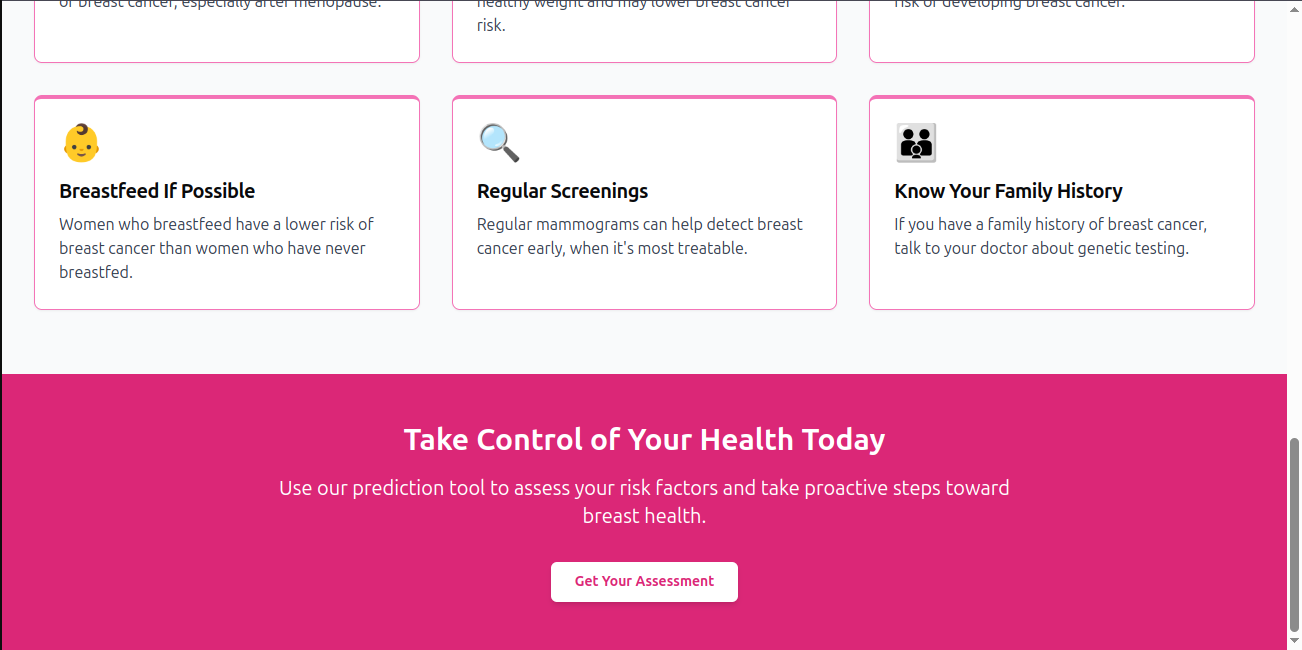 of breast cancer, especially after menopause.
healthy weight and may lower breast cancer
risk.
risk of developing breast cancer.
Breastfeed If Possible
Women who breastfeed have a lower risk of
breast cancer than women who have never
breastfed.
Regular Screenings
Regular mammograms can help detect breast
cancer early, when it's most treatable.
Know Your Family History
If you have a family history of breast cancer,
talk to your doctor about genetic testing.
Take Control of Your Health Today
Use our prediction tool to assess your risk factors and take proactive steps toward
breast health.
Get Your Assessment